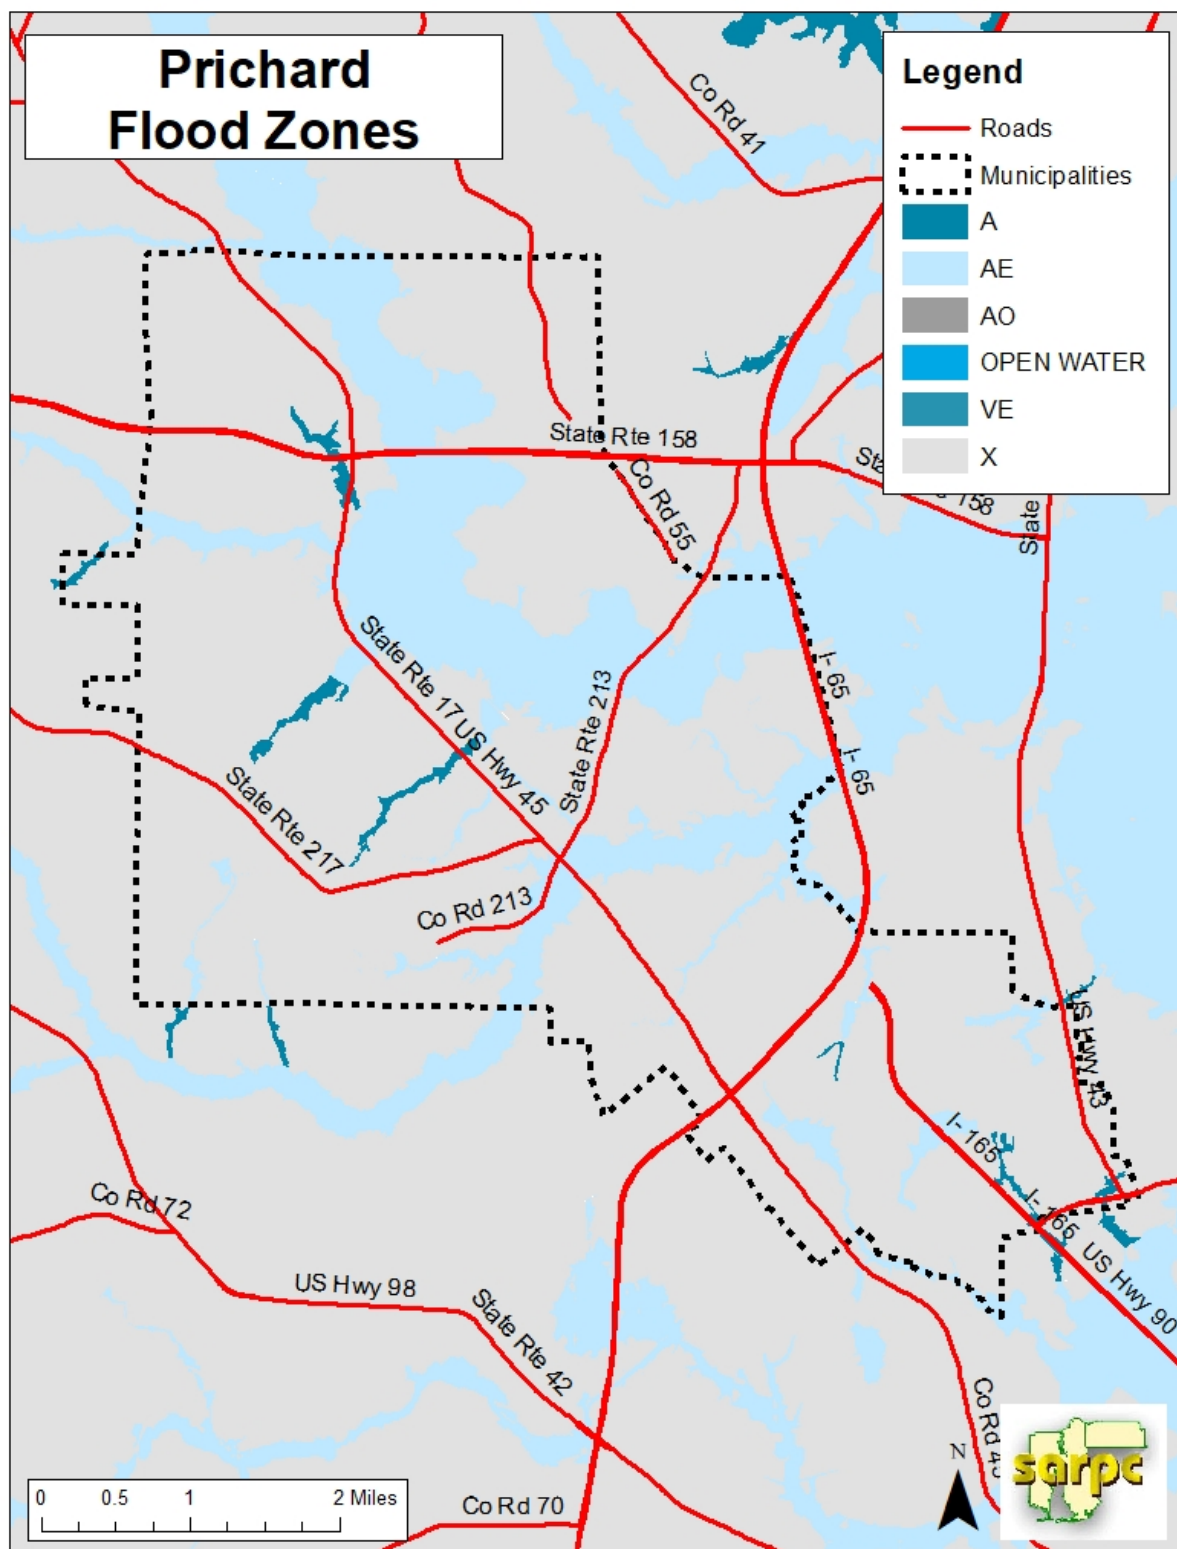 Prichard
Flood Zones
Legend
Roads
Municipalities
A
AE
AO
OPEN WATER
VE
X
Co Rd 41
State Rte 158
Co Rd 55
State
I- 65
I- 65
State Rte 17
US Hwy 45
State Rte 213
State Rte 217
Co Rd 213
US Hwy 43
I- 165
I- 165
US Hwy 90
Co Rd 72
US Hwy 98
State Rte 42
Co Rd 70
N
sarpc
0 0.5 1 2 Miles